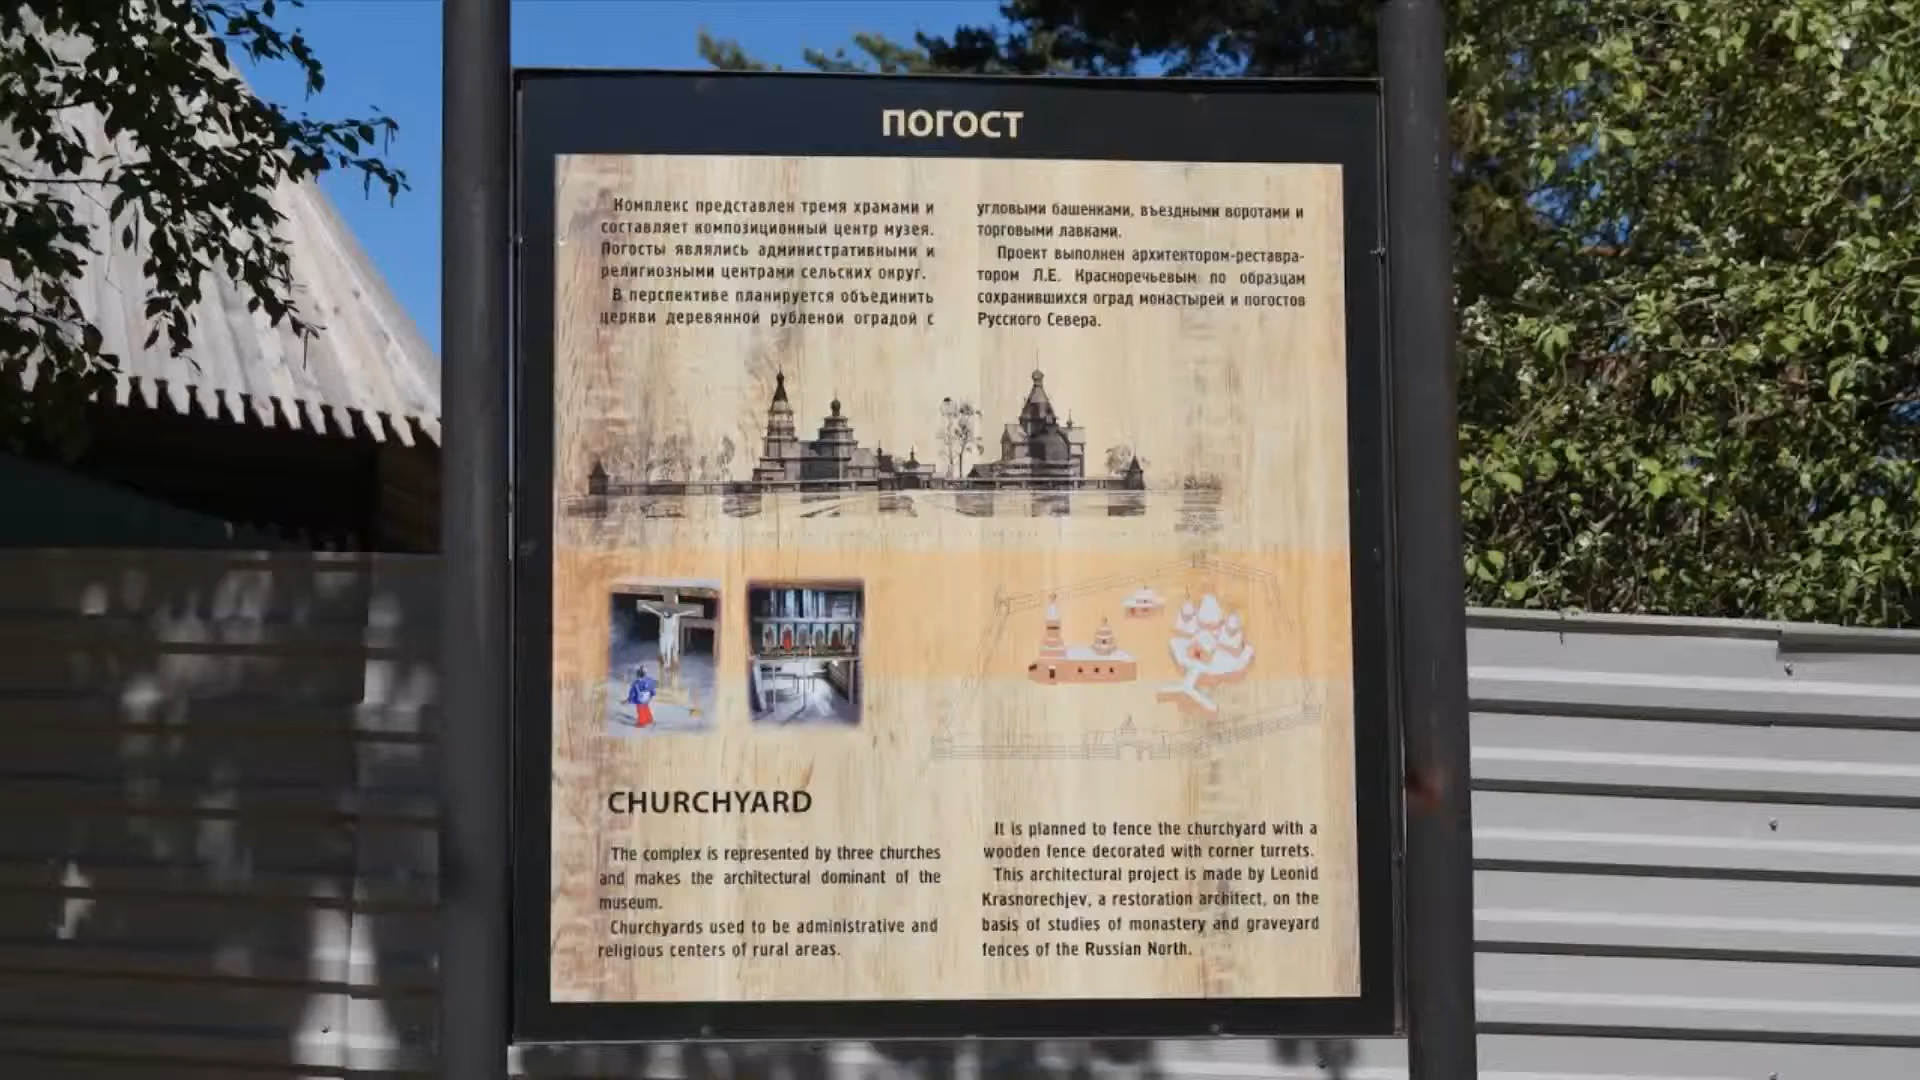 ПОГОСТ
Комплекс представлен тремя храмами и
составляет композиционный центр музея.
Погосты являлись административными и
религиозными центрами сельских округ.
В перспективе планируется объединить
церкви деревянной рубленой оградой с
угловыми башенками, въездными воротами и
торговыми лавками.
Проект выполнен архитектором-реставра-
тором Л.Е. Красноречьевым по образцам
сохранившихся оград монастырей и погостов
Русского Севера.
CHURCHYARD
The complex is represented by three churches
and makes the architectural dominant of the
museum.
Churchyards used to be administrative and
religious centers of rural areas.
It is planned to fence the churchyard with a
wooden fence decorated with corner turrets.
This architectural project is made by Leonid
Krasnorechjev, a restoration architect, on the
basis of studies of monastery and graveyard
fences of the Russian North.